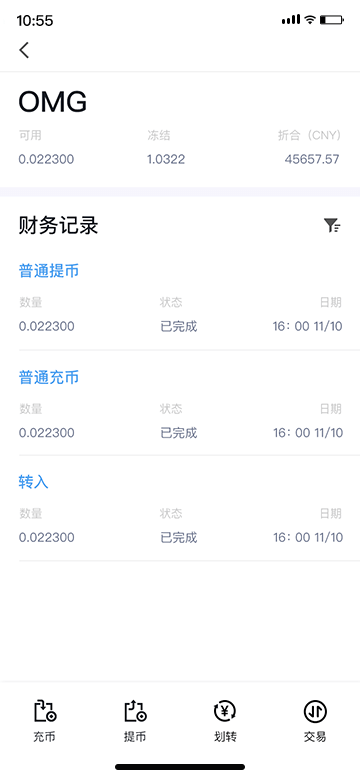 10:55
OMG
可用 冻结 折合（CNY）
0.022300 1.0322 45657.57
财务记录
普通提币
数量 状态 日期
0.022300 已完成 16：00 11/10
普通充币
数量 状态 日期
0.022300 已完成 16：00 11/10
转入
数量 状态 日期
0.022300 已完成 16：00 11/10
充币 提币 划转 交易